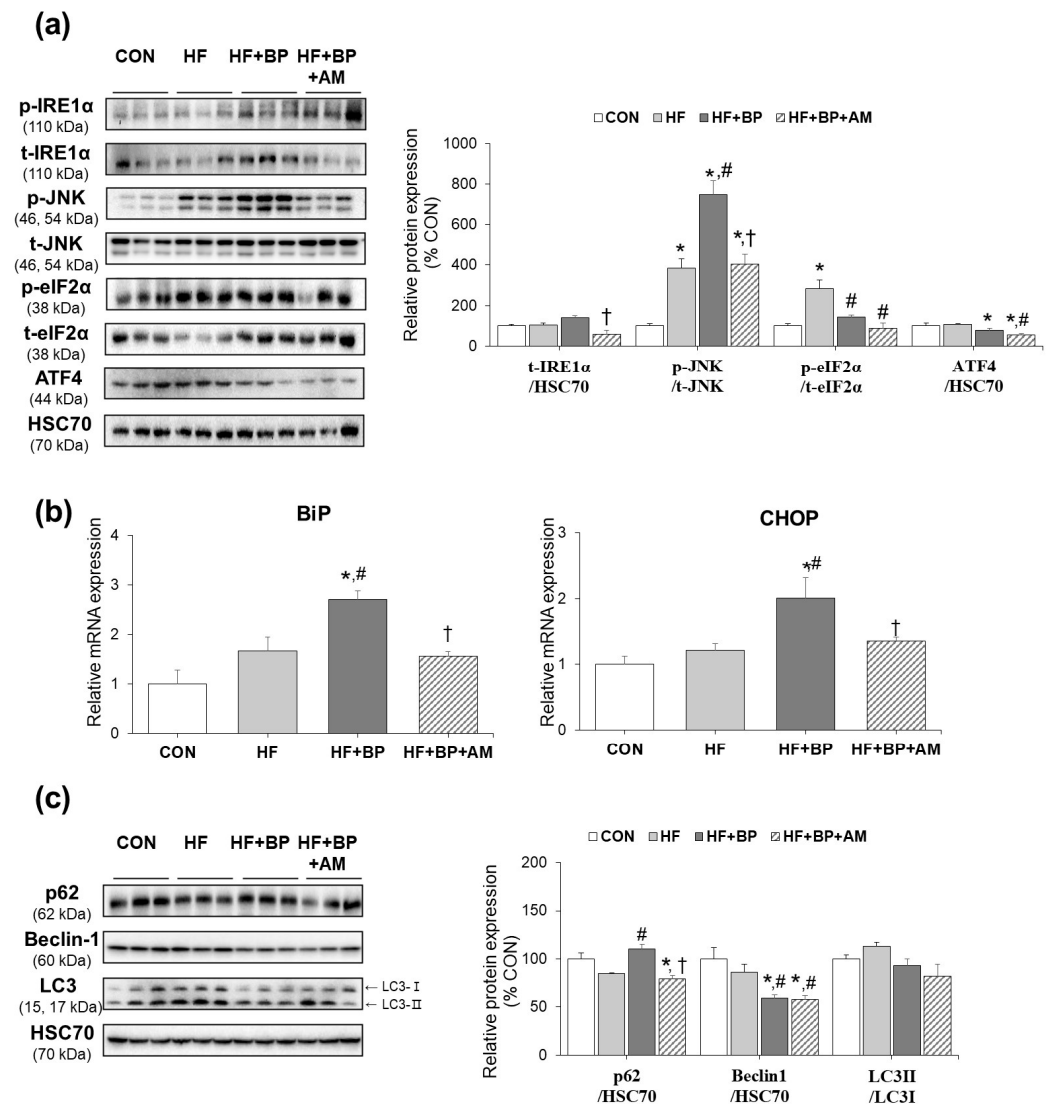 (a)
CON HF HF+BP HF+BP
+AM
p-IRE1α
(110 kDa)
t-IRE1α
(110 kDa)
p-JNK
(46, 54 kDa)
t-JNK
(46, 54 kDa)
p-eIF2α
(38 kDa)
t-eIF2α
(38 kDa)
ATF4
(44 kDa)
HSC70
(70 kDa)
CON HF HF+BP HF+BP+AM
Relative protein expression
(% CON)
1000
800
600
400
200
0
†
*
*,#
*,†
*
#
#
*
*,#
t-IRE1α
/HSC70
p-JNK
/t-JNK
p-eIF2α
/t-eIF2α
ATF4
/HSC70
(b)
BiP
Relative mRNA expression
4
3
2
1
0
*,#
†
CON HF HF+BP HF+BP+AM
CHOP
Relative mRNA expression
3
2
1
0
*,#
†
CON HF HF+BP HF+BP+AM
(c)
CON HF HF+BP HF+BP
+AM
p62
(62 kDa)
Beclin-1
(60 kDa)
LC3
(15, 17 kDa)
← LC3-I
← LC3-II
HSC70
(70 kDa)
CON HF HF+BP HF+BP+AM
Relative protein expression
(% CON)
200
150
100
50
0
#
*, †
*,#
*,#
p62
/HSC70
Beclin1
/HSC70
LC3II
/LC3I